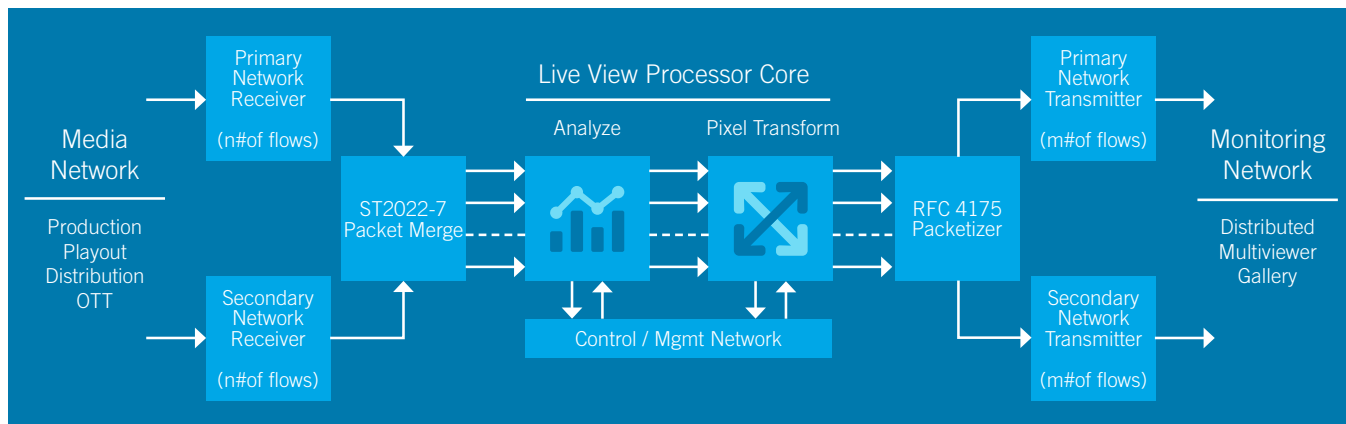 Media
Network
Production
Playout
Distribution
OTT
Primary
Network
Receiver
(n#of flows)
Secondary
Network
Receiver
(n#of flows)
ST2022-7
Packet Merge
Live View Processor Core
Analyze
Pixel Transform
Control / Mgmt Network
RFC 4175
Packetizer
Primary
Network
Transmitter
(m#of flows)
Secondary
Network
Transmitter
(m#of flows)
Monitoring
Network
Distributed
Multiviewer
Gallery